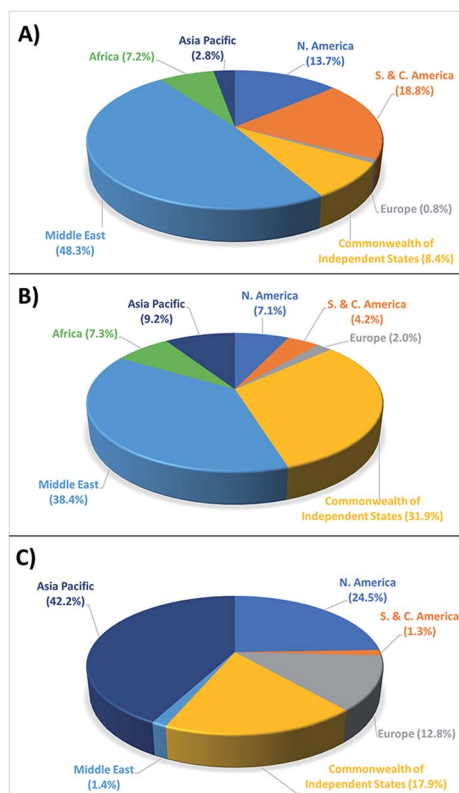 A)
Asia Pacific
(2.8%)
Africa (7.2%)
N. America
(13.7%)
S. & C. America
(18.8%)
Europe (0.8%)
Commonwealth of
Independent States (8.4%)
Middle East
(48.3%)
B)
Asia Pacific
(9.2%)
Africa (7.3%)
N. America
(7.1%)
S. & C. America
(4.2%)
Europe (2.0%)
Commonwealth of
Independent States (31.9%)
Middle East
(38.4%)
C)
Asia Pacific
(42.2%)
N. America
(24.5%)
S. & C. America
(1.3%)
Europe (12.8%)
Commonwealth of
Independent States (17.9%)
Middle East
(1.4%)